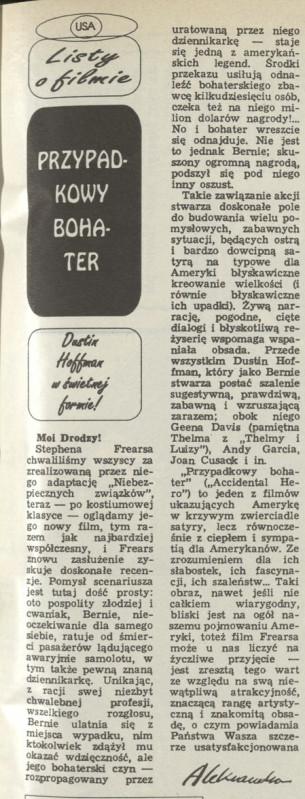 USA
Listy
o filmie
PRZYPAD-
KOWY
BOHA-
TER
Dustin
Hoffman
w świetnej
formie!
Moi Drodzy!
Stephena Frearsa
chwaliliśmy wszyscy za
zrealizowaną przez nie-
go adaptację „Niebez-
piecznych związków”,
teraz — po kostiumowej
klasyce — oglądamy je-
go nowy film, tym ra-
zem jak najbardziej
współczesny, i Frears
znowu zasłużenie zy-
skuje doskonałe recen-
zje. Pomysł scenariusza
jest tutaj dość prosty:
oto pospolity złodziej i
cwaniak, Bernie, nie-
oczekiwanie dla samego
siebie, ratuje od śmier-
ci pasażerów lądującego
awaryjnie samolotu, w
tym także pewną znaną
dziennikarkę. Unikając,
z racji swej niezbyt
chwalebnej profesji,
wszelkiego rozgłosu,
Bernie ulatnia się z
miejsca wypadku, nim
ktokolwiek zdążył mu
okazać wdzięczność, ale
jego bohaterski czyn —
rozpropagowany przez
uratowaną przez niego
dziennikarkę — staje
się jedną z amerykań-
skich legend. Środki
przekazu usiłują odna-
leźć bohaterskiego zba-
wcę kilkudziesięciu osób,
czeka też na niego mi-
lion dolarów nagrody!...
No i bohater wreszcie
się odnajduje. Nie jest
to jednak Bernie; sku-
szony ogromną nagrodą,
podszył się pod niego
inny oszust.
Takie zawiązanie akcji
stwarza doskonałe pole
do budowania wielu po-
mysłowych, zabawnych
sytuacji, będących ostrą
i bardzo dowcipną sa-
tyrą na typowe dla
Ameryki błyskawiczne
kreowanie wielkości (i
równie błyskawiczne
ich upadki). Żywą nar-
rację, pogodne, cięte
dialogi i błyskotliwą re-
żyserię wspomaga wspa-
niała obsada. Przede
wszystkim Dustin Hof-
fman, który jako Bernie
stwarza postać szalenie
sugestywną, prawdziwą,
zabawną i wzruszającą
zarazem; obok niego
Geena Davis (pamiętna
Thelma z „Thelmy i
Luizy”), Andy Garcia,
Joan Cusack i in.
„Przypadkowy boha-
ter” („Accidental He-
ro”) to jeden z filmów
ukazujących Amerykę
w krzywym zwierciadle
satyry, lecz równocze-
śnie z ciepłem i sympa-
tią dla Amerykanów. Ze
zrozumieniem dla ich
słabostek, ich fascyna-
cji, ich szaleństw... Taki
obraz, nawet jeśli nie
całkiem wiarygodny,
bliski jest na ogół na-
szemu pojmowaniu Ame-
ryki, toteż film Frearsa
może u nas liczyć na
życzliwe przyjęcie —
jest zresztą tego wart
ze względu na swą nie-
wątpliwą atrakcyjność,
znaczącą rangę artysty-
czną i znakomitą obsa-
dę, o czym powiadamia
Państwa Wasza szcze-
rze usatysfakcjonowana
Aleksandra